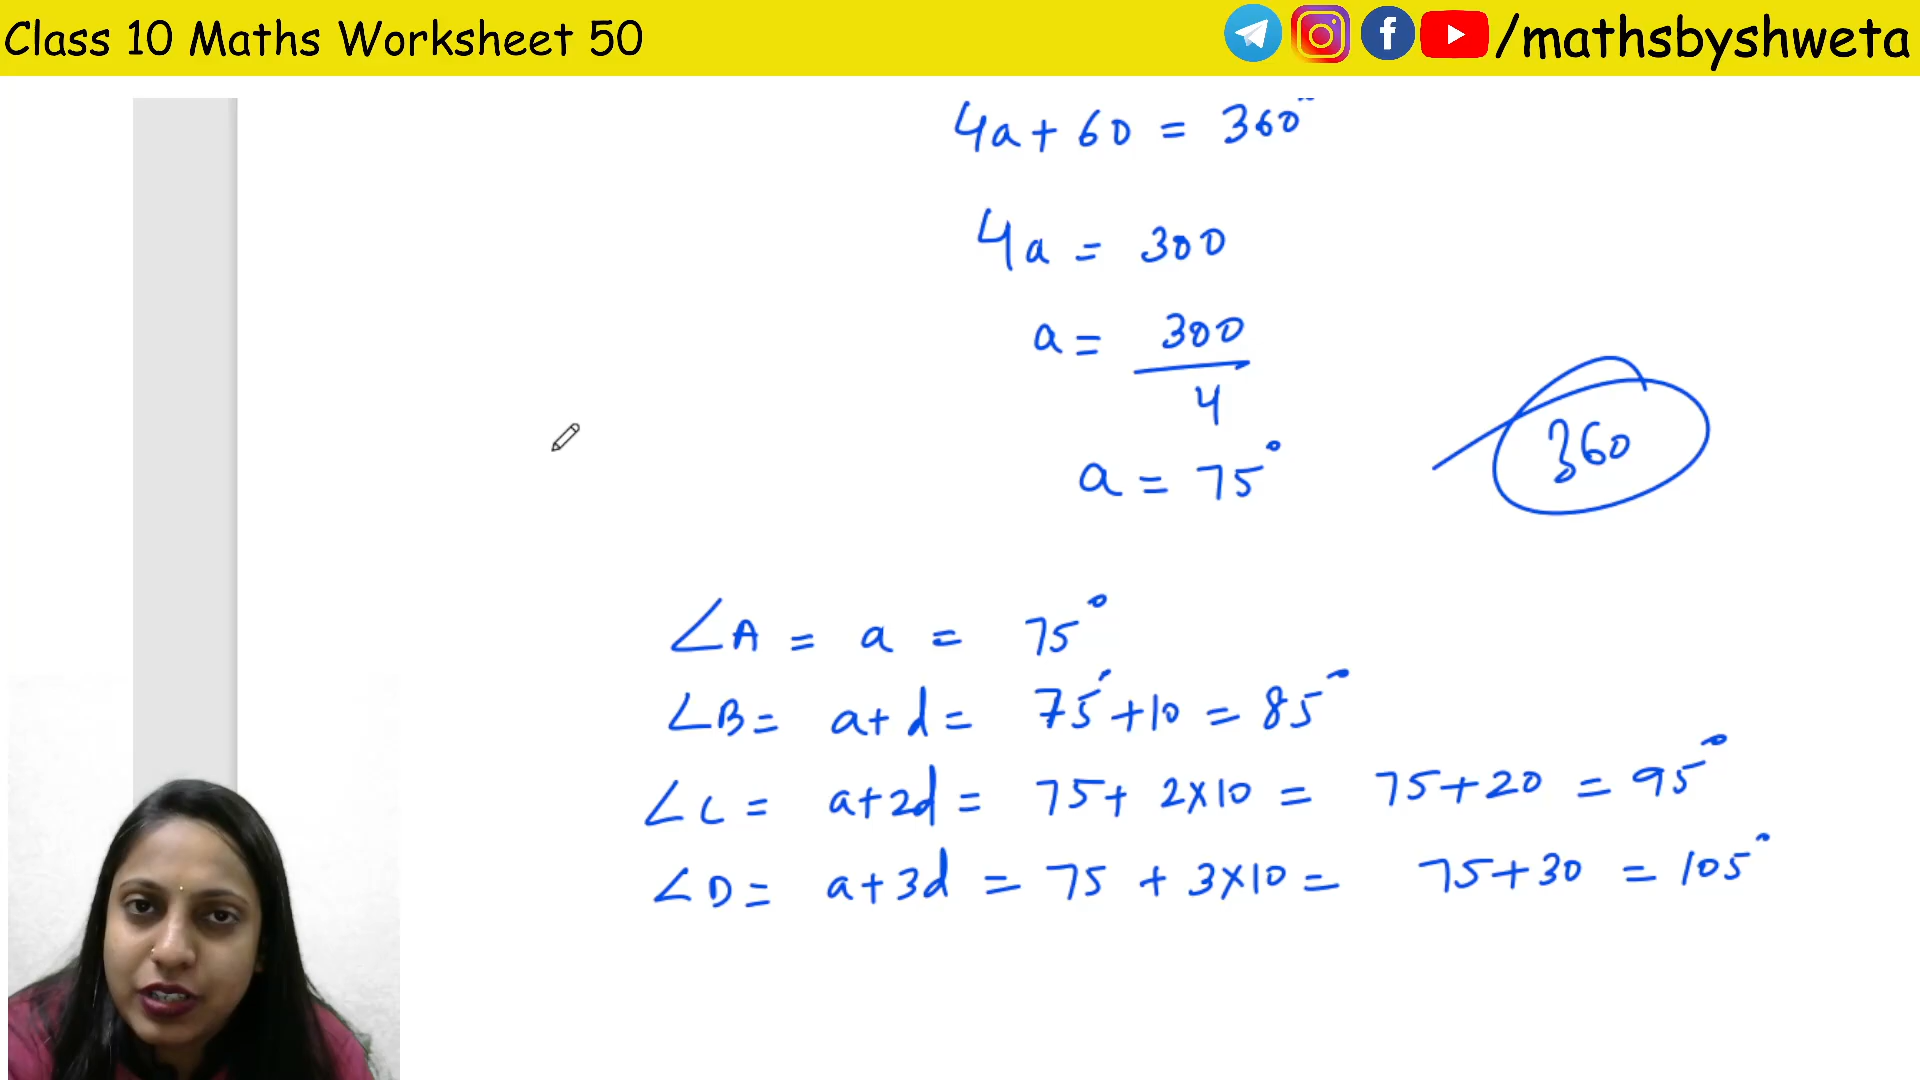 Class 10 Maths Worksheet 50
/mathsbyshweta
4a + 60 = 360°
4a = 300
a = 300/4
a = 75°
360
∠A = a = 75°
∠B = a+d = 75°+10 = 85°
∠C = a+2d = 75+ 2×10 = 75+20 = 95°
∠D = a+3d = 75 + 3×10 = 75+30 = 105°